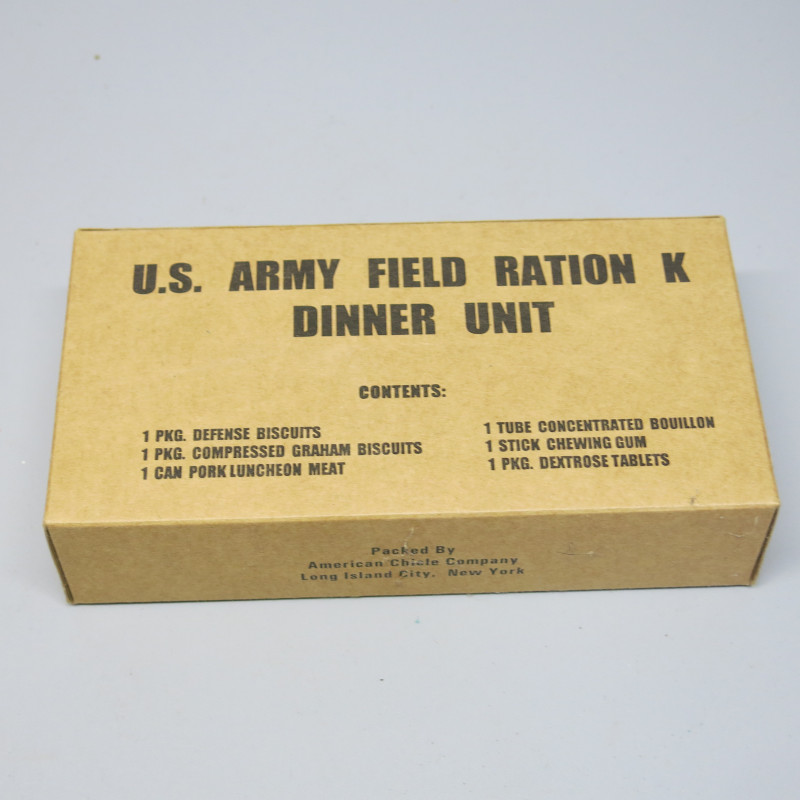 U.S. ARMY FIELD RATION K
DINNER UNIT
CONTENTS:
1 PKG. DEFENSE BISCUITS
1 PKG. COMPRESSED GRAHAM BISCUITS
1 CAN PORK LUNCHEON MEAT
1 TUBE CONCENTRATED BOUILLON
1 STICK CHEWING GUM
1 PKG. DEXTROSE TABLETS
Packed By
American Chicle Company
Long Island City, New York